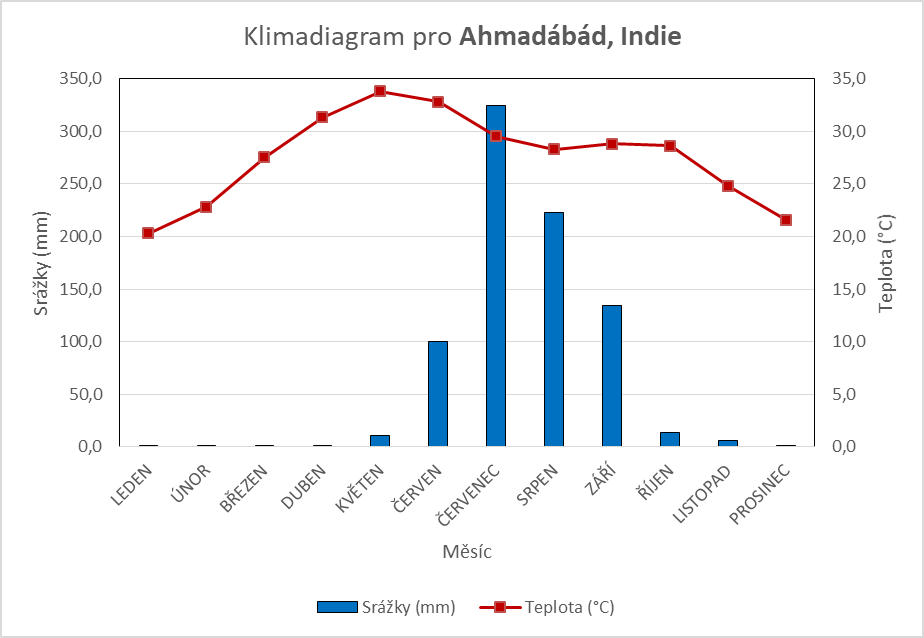 Klimadiagram pro Ahmadábád, Indie
350,0
300,0
250,0
200,0
150,0
100,0
50,0
0,0
Srážky (mm)
35,0
30,0
25,0
20,0
15,0
10,0
5,0
0,0
Teplota (°C)
LEDEN
ÚNOR
BŘEZEN
DUBEN
KVĚTEN
ČERVEN
ČERVENEC
SRPEN
ZÁŘÍ
ŘÍJEN
LISTOPAD
PROSINEC
Měsíc
Srážky (mm)
Teplota (°C)